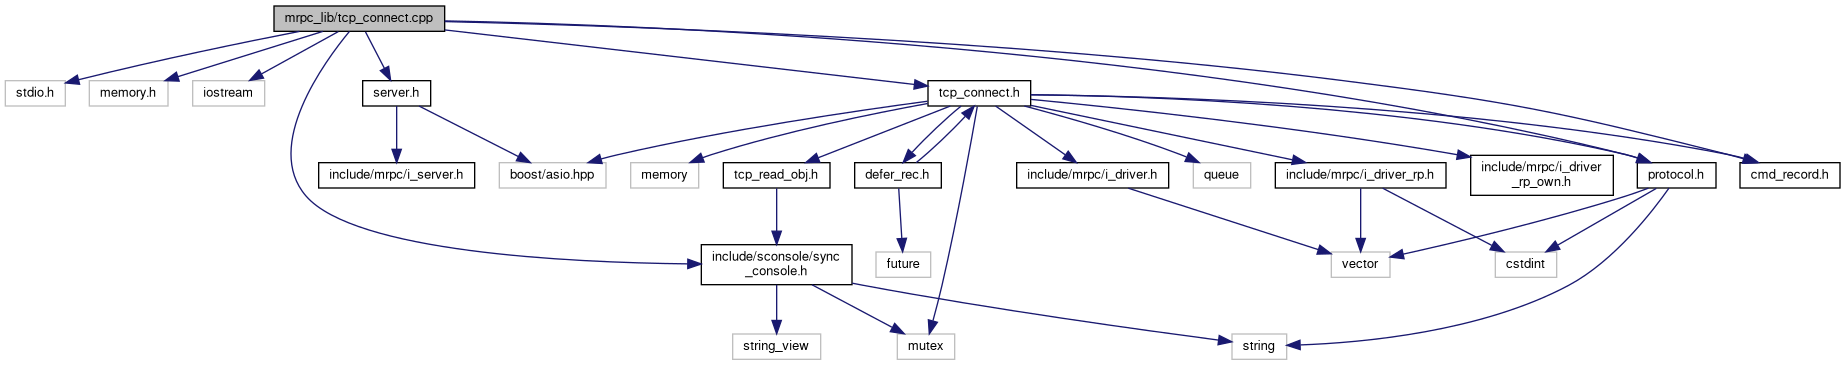 mrpc_lib/tcp_connect.cpp
stdio.h
memory.h
iostream
server.h
tcp_connect.h
include/mrpc/i_server.h
boost/asio.hpp
memory
tcp_read_obj.h
defer_rec.h
include/mrpc/i_driver.h
queue
include/mrpc/i_driver_rp.h
include/mrpc/i_driver
_rp_own.h
protocol.h
cmd_record.h
include/sconsole/sync
_console.h
future
vector
cstdint
string_view
mutex
string